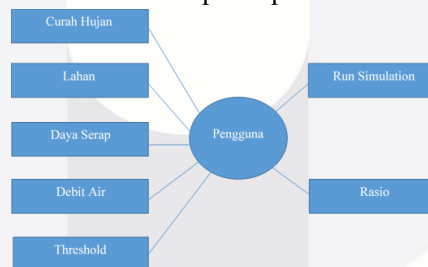 Curah Hujan
Lahan
Daya Serap
Debit Air
Threshold
Pengguna
Run Simulation
Rasio